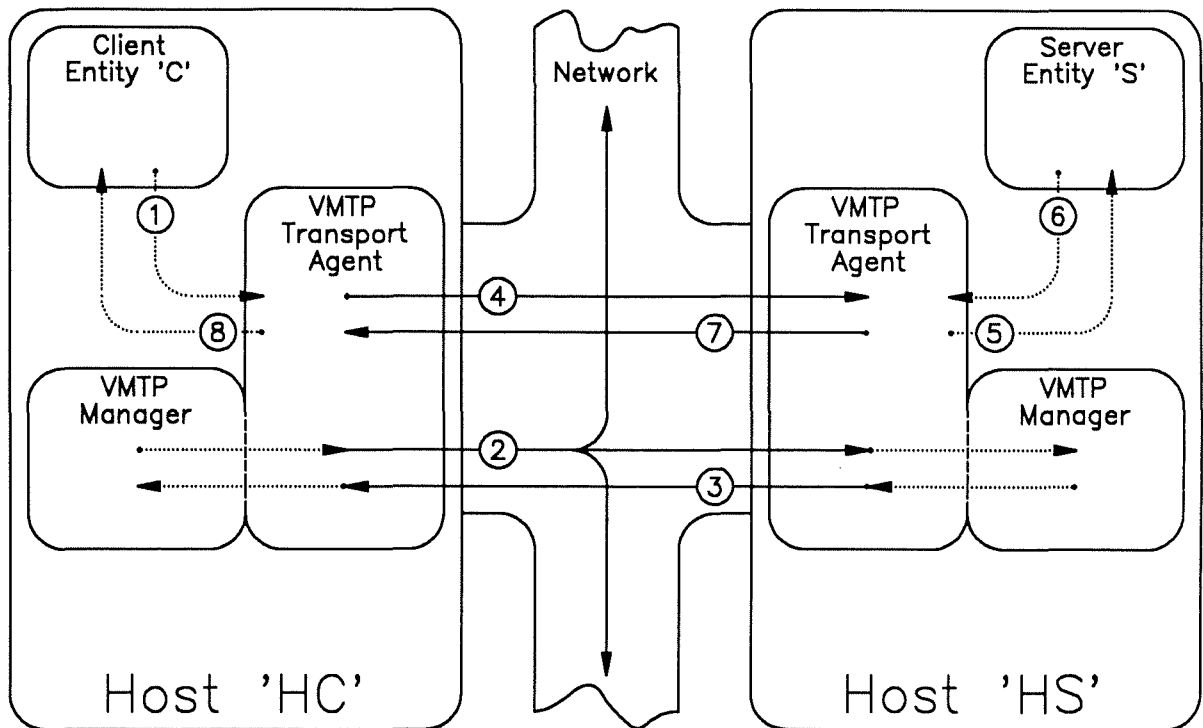 Client
Entity 'C'
Network
Server
Entity 'S'
1
VMTP
Transport
Agent
VMTP
Transport
Agent
6
4
8
7
5
VMTP
Manager
VMTP
Manager
2
3
Host 'HC'
Host 'HS'